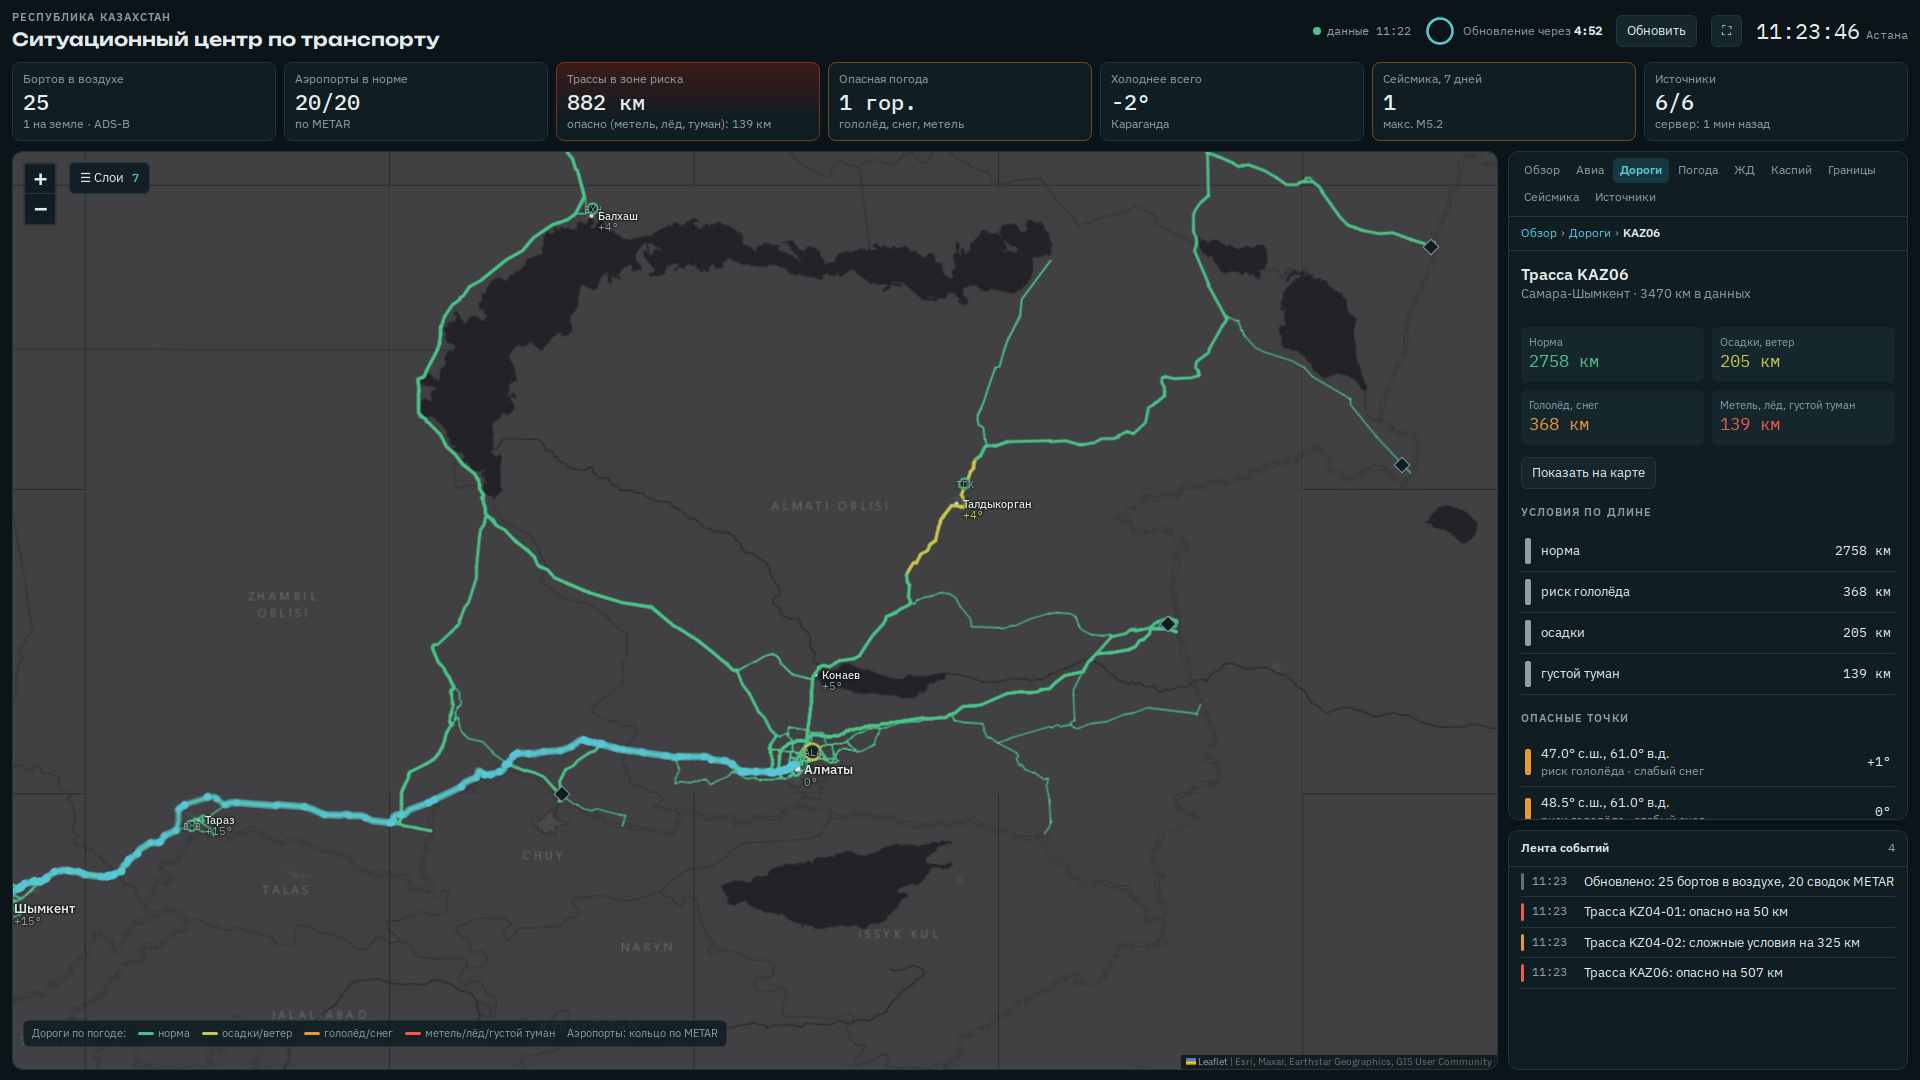 РЕСПУБЛИКА КАЗАХСТАН
Ситуационный центр по транспорту
данные 11:22
Обновление через 4:52
Обновить
11:23:46 Астана
Бортов в воздухе
25
1 на земле · ADS-B
Аэропорты в норме
20/20
по METAR
Трассы в зоне риска
882 км
опасно (метель, лёд, туман): 139 км
Опасная погода
1 гор.
гололёд, снег, метель
Холоднее всего
-2°
Караганда
Сейсмика, 7 дней
1
макс. M5.2
Источники
6/6
сервер: 1 мин назад
+
−
☰ Слои 7
Балхаш
+4°
ALMATI OBLISI
Талдыкорган
+4°
ZHAMBIL
OBLISI
Конаев
+5°
Алматы
0°
Тараз
+15°
CHUY
TALAS
Шымкент
+15°
ISSYK KUL
NARYN
JALAL-ABAD
Дороги по погоде: норма осадки/ветер гололёд/снег метель/лёд/густой туман Аэропорты: кольцо по METAR
Leaflet | Esri, Maxar, Earthstar Geographics, GIS User Community
Обзор Авиа Дороги Погода ЖД Каспий Границы
Сейсмика Источники
Обзор › Дороги › KAZ06
Трасса KAZ06
Самара-Шымкент · 3470 км в данных
Норма
2758 км
Осадки, ветер
205 км
Гололёд, снег
368 км
Метель, лёд, густой туман
139 км
Показать на карте
УСЛОВИЯ ПО ДЛИНЕ
норма 2758 км
риск гололёда 368 км
осадки 205 км
густой туман 139 км
ОПАСНЫЕ ТОЧКИ
47.0° с.ш., 61.0° в.д.
риск гололёда · слабый снег
+1°
48.5° с.ш., 61.0° в.д.
0°
Лента событий 4
11:23 Обновлено: 25 бортов в воздухе, 20 сводок METAR
11:23 Трасса KZ04-01: опасно на 50 км
11:23 Трасса KZ04-02: сложные условия на 325 км
11:23 Трасса KAZ06: опасно на 507 км